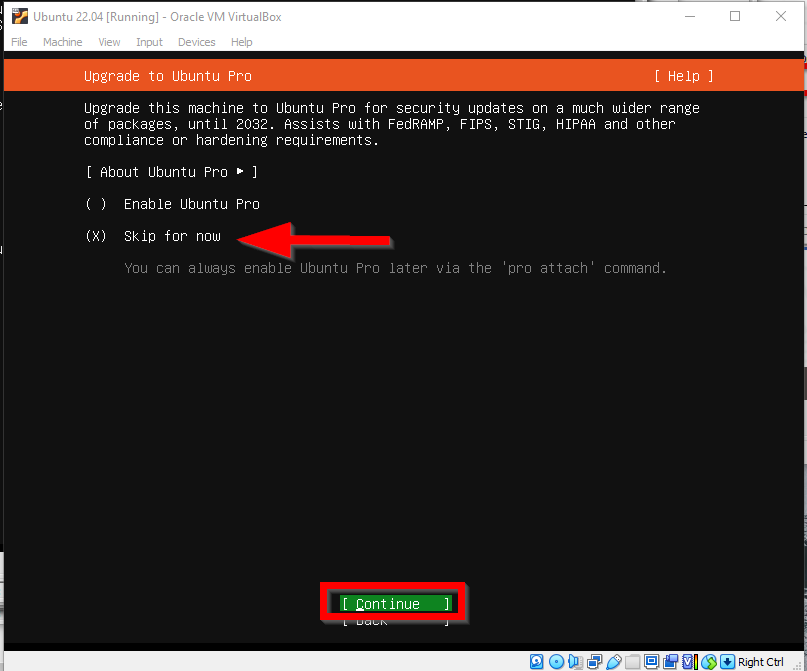 Ubuntu 22.04 [Running] - Oracle VM VirtualBox
File Machine View Input Devices Help
Upgrade to Ubuntu Pro [ Help ]
Upgrade this machine to Ubuntu Pro for security updates on a much wider range
of packages, until 2032. Assists with FedRAMP, FIPS, STIG, HIPAA and other
compliance or hardening requirements.
[ About Ubuntu Pro ► ]
( ) Enable Ubuntu Pro
(X) Skip for now
You can always enable Ubuntu Pro later via the 'pro attach' command.
[ Continue ]
[ Back ]
Right Ctrl